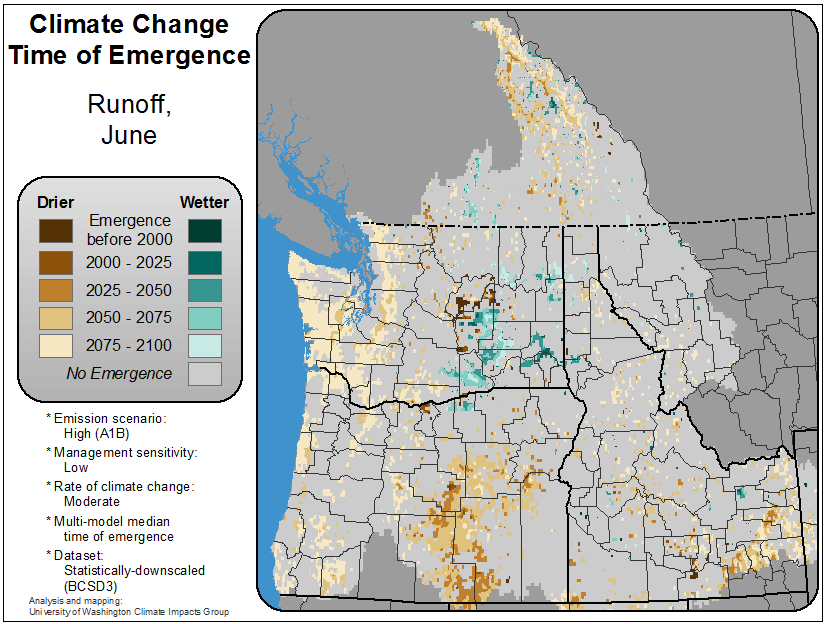 Climate Change
Time of Emergence
Runoff,
June
Drier
Wetter
Emergence
before 2000
2000 - 2025
2025 - 2050
2050 - 2075
2075 - 2100
No Emergence
* Emission scenario:
High (A1B)
* Management sensitivity:
Low
* Rate of climate change:
Moderate
* Multi-model median
time of emergence
* Dataset:
Statistically-downscaled
(BCSD3)
Analysis and mapping:
University of Washington Climate Impacts Group